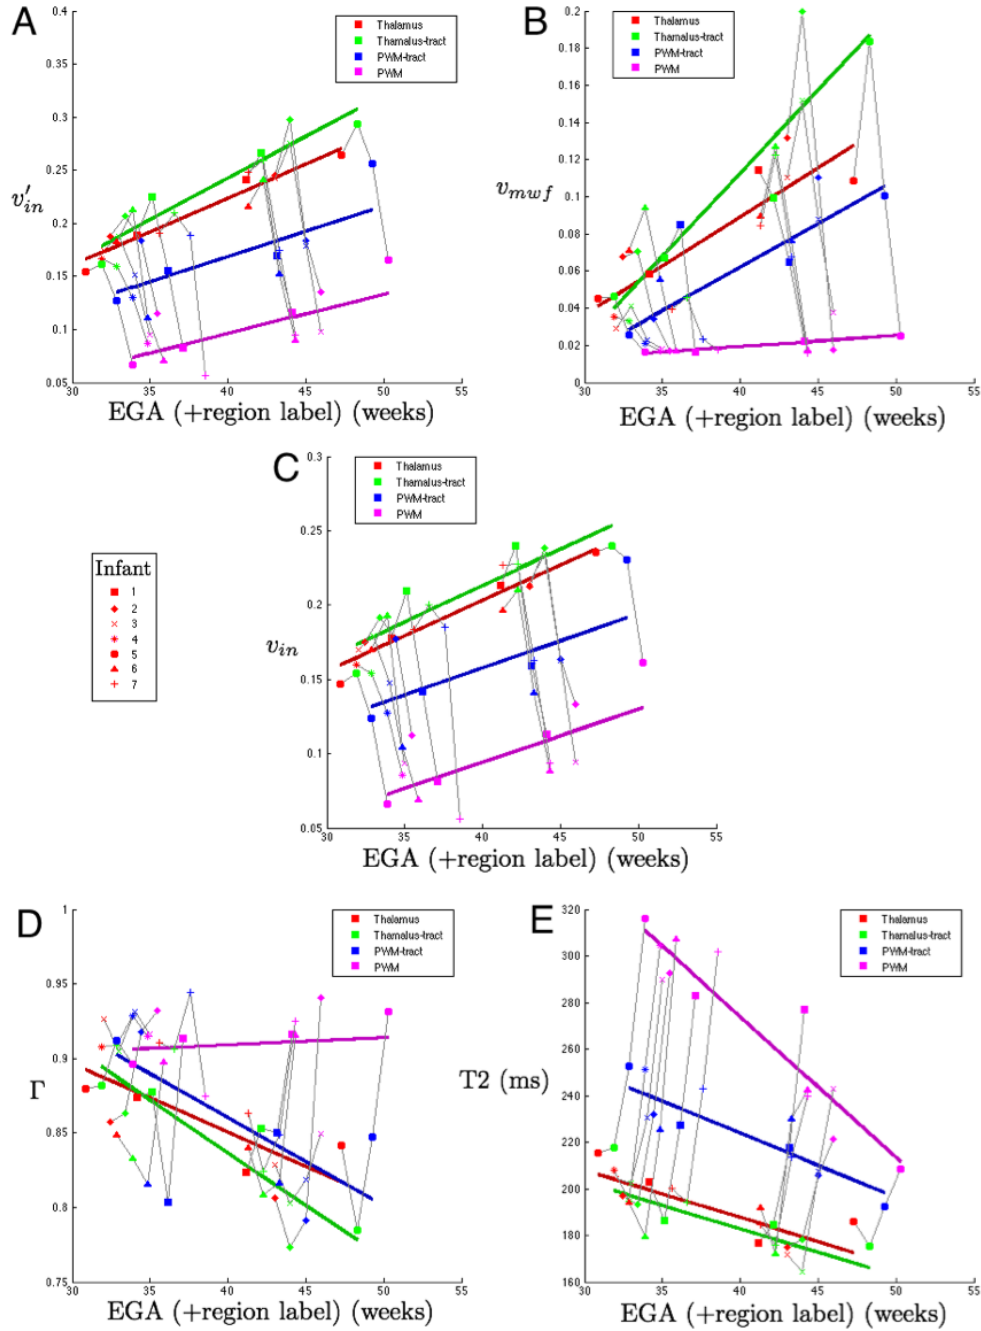 A
0.4
0.35
0.3
0.25
0.2
0.15
0.1
0.05
30 35 40 45 50 55
v′in
EGA (+region label) (weeks)
Thalamus
Thamalus-tract
PWM-tract
PWM
B
0.2
0.18
0.16
0.14
0.12
0.1
0.08
0.06
0.04
0.02
0
30 35 40 45 50 55
vmwf
EGA (+region label) (weeks)
Thalamus
Thamalus-tract
PWM-tract
PWM
C
0.3
0.25
0.2
0.15
0.1
0.05
30 35 40 45 50 55
vin
EGA (+region label) (weeks)
Thalamus
Thamalus-tract
PWM-tract
PWM
Infant
1
2
3
4
5
6
7
D
1
0.95
0.9
0.85
0.8
0.75
30 35 40 45 50 55
Γ
EGA (+region label) (weeks)
Thalamus
Thamalus-tract
PWM-tract
PWM
E
320
300
280
260
240
220
200
180
160
30 35 40 45 50 55
T2 (ms)
EGA (+region label) (weeks)
Thalamus
Thamalus-tract
PWM-tract
PWM